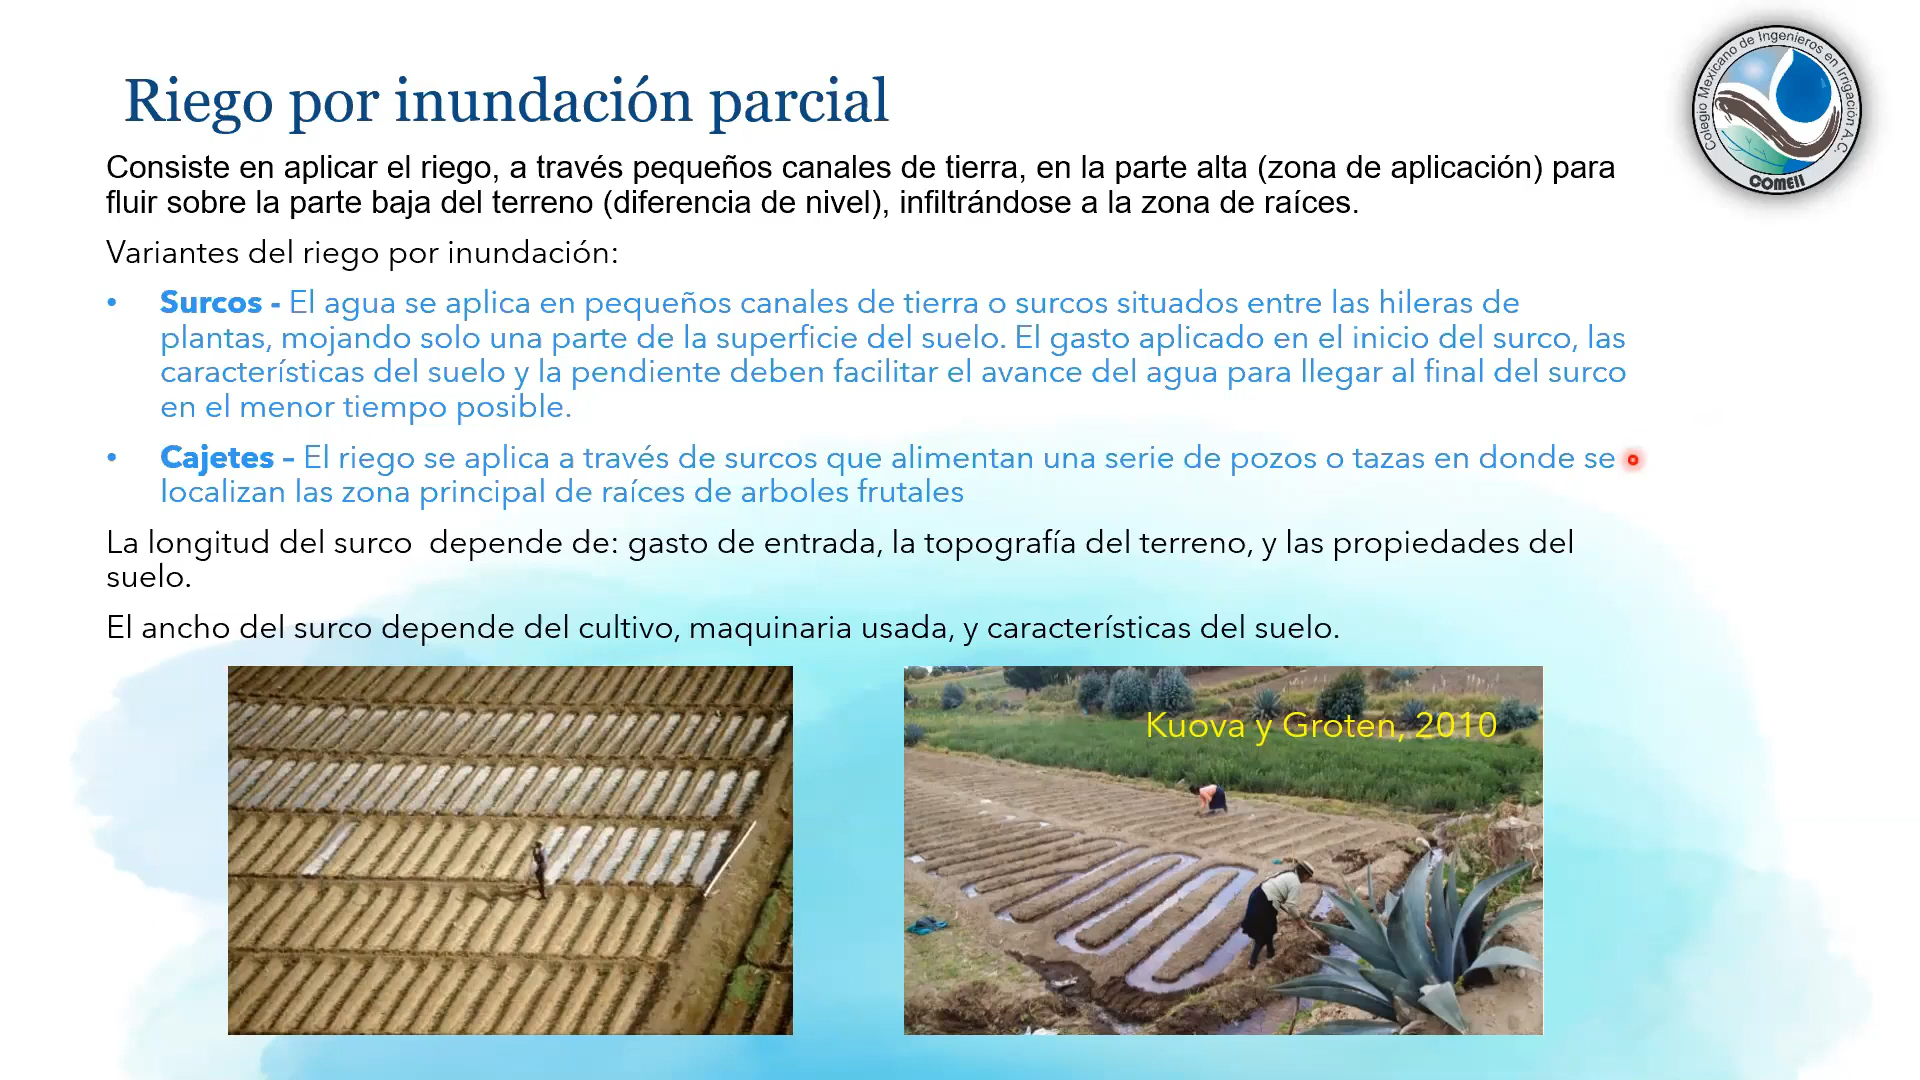 Riego por inundación parcial
Colegio Mexicano de Ingenieros en Irrigación A.C.
COMEII
Consiste en aplicar el riego, a través pequeños canales de tierra, en la parte alta (zona de aplicación) para
fluir sobre la parte baja del terreno (diferencia de nivel), infiltrándose a la zona de raíces.
Variantes del riego por inundación:
• Surcos - El agua se aplica en pequeños canales de tierra o surcos situados entre las hileras de
plantas, mojando solo una parte de la superficie del suelo. El gasto aplicado en el inicio del surco, las
características del suelo y la pendiente deben facilitar el avance del agua para llegar al final del surco
en el menor tiempo posible.
• Cajetes – El riego se aplica a través de surcos que alimentan una serie de pozos o tazas en donde se
localizan las zona principal de raíces de arboles frutales
La longitud del surco  depende de: gasto de entrada, la topografía del terreno, y las propiedades del
suelo.
El ancho del surco depende del cultivo, maquinaria usada, y características del suelo.
Kuova y Groten, 2010